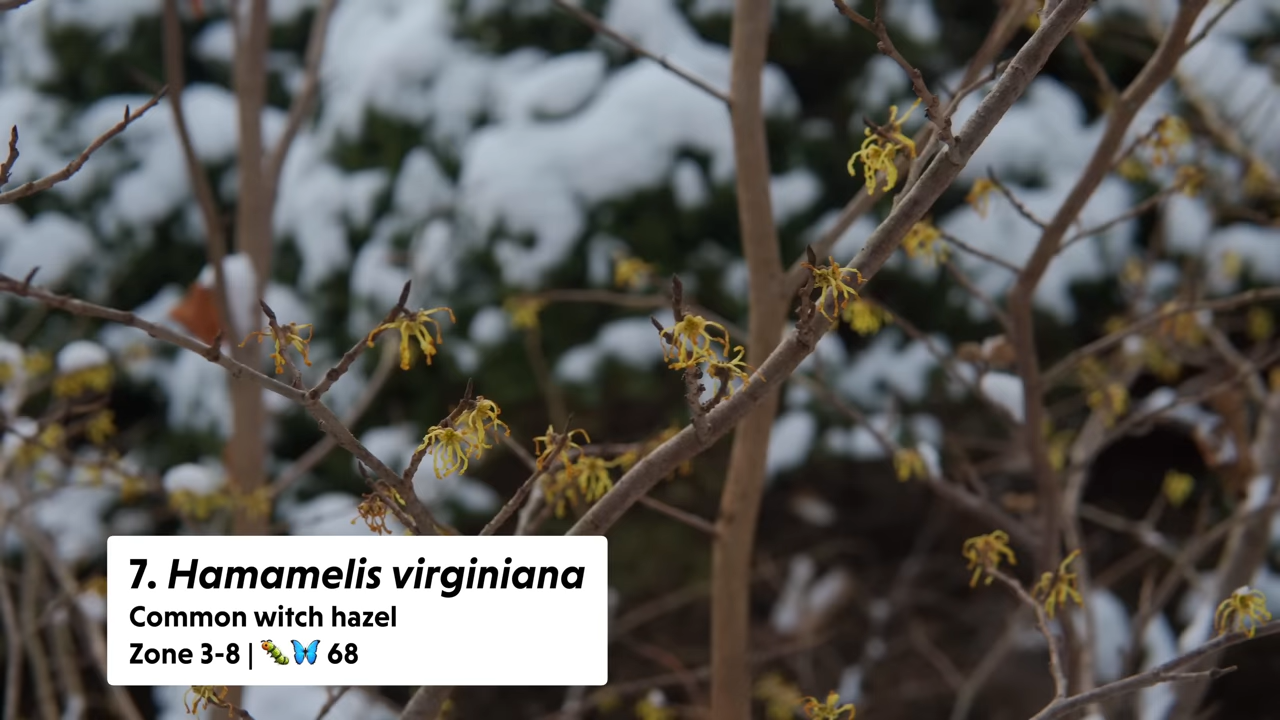 7. Hamamelis virginiana
Common witch hazel
Zone 3-8 | 🐛🦋 68